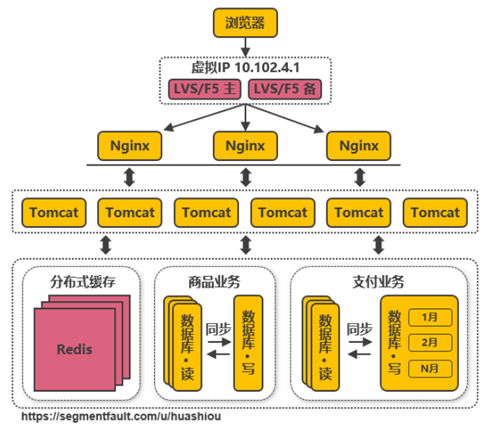 浏览器
虚拟IP 10.102.4.1
LVS/F5 主 LVS/F5 备
Nginx Nginx Nginx
Tomcat Tomcat Tomcat Tomcat Tomcat Tomcat
分布式缓存
Redis
商品业务
数据库·读
同步
数据库·写
支付业务
数据库·读
同步
数据库·写
1月
2月
N月
https://segmentfault.com/u/huashiou